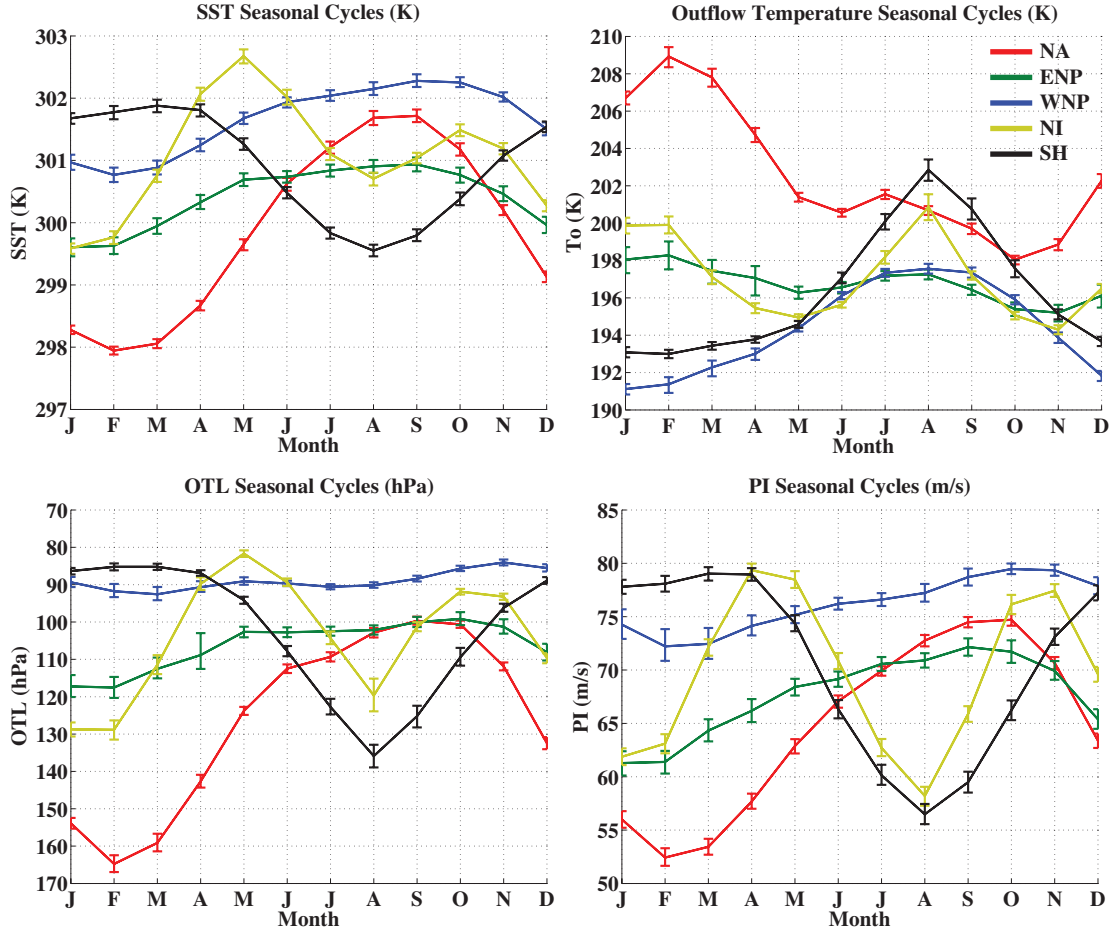 SST Seasonal Cycles (K)
303
302
301
300
299
298
297
SST (K)
J F M A M J J A S O N D
Month
Outflow Temperature Seasonal Cycles (K)
210
208
206
204
202
200
198
196
194
192
190
To (K)
NA
ENP
WNP
NI
SH
J F M A M J J A S O N D
Month
OTL Seasonal Cycles (hPa)
70
80
90
100
110
120
130
140
150
160
170
OTL (hPa)
J F M A M J J A S O N D
Month
PI Seasonal Cycles (m/s)
85
80
75
70
65
60
55
50
PI (m/s)
J F M A M J J A S O N D
Month